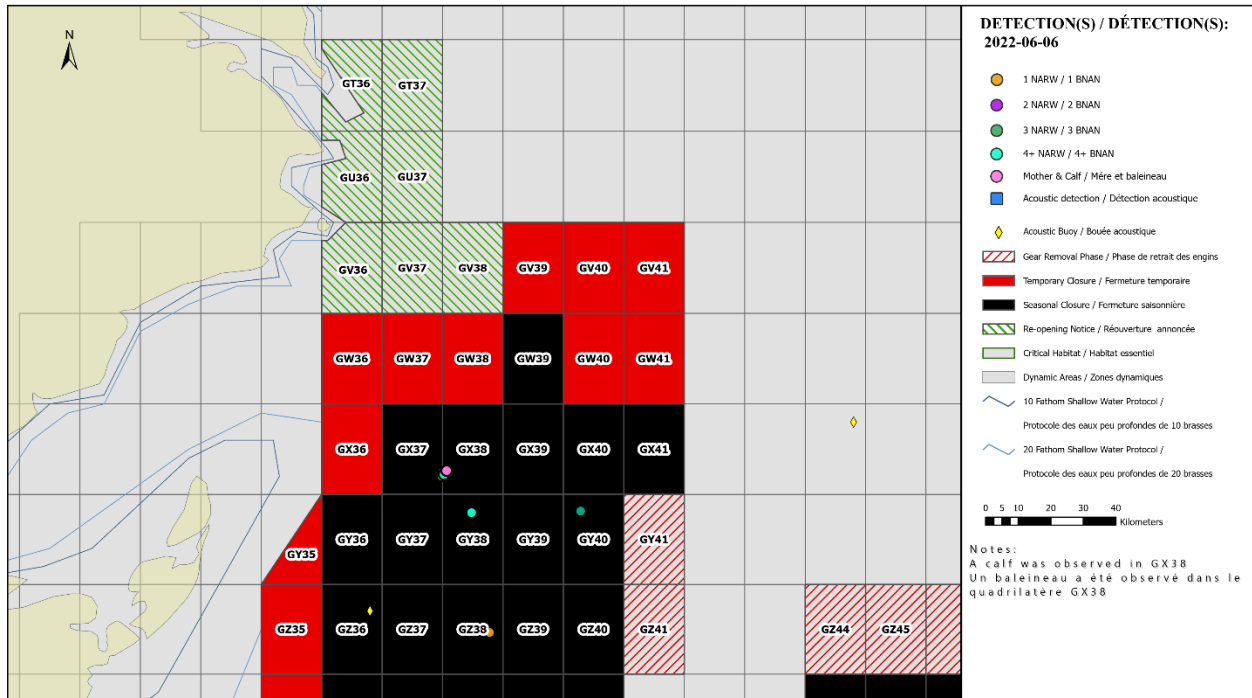 N
GT36 GT37
GU36 GU37
GV36 GV37 GV38 GV39 GV40 GV41
GW36 GW37 GW38 GW39 GW40 GW41
GX36 GX37 GX38 GX39 GX40 GX41
GY35 GY36 GY37 GY38 GY39 GY40 GY41
GZ35 GZ36 GZ37 GZ38 GZ39 GZ40 GZ41 GZ44 GZ45
DETECTION(S) / DÉTECTION(S):
2022-06-06
1 NARW / 1 BNAN
2 NARW / 2 BNAN
3 NARW / 3 BNAN
4+ NARW / 4+ BNAN
Mother & Calf / Mére et baleineau
Acoustic detection / Détection acoustique
Acoustic Buoy / Bouée acoustique
Gear Removal Phase / Phase de retrait des engins
Temporary Closure / Fermeture temporaire
Seasonal Closure / Fermeture saisonnière
Re-opening Notice / Réouverture annoncée
Critical Habitat / Habitat essentiel
Dynamic Areas / Zones dynamiques
10 Fathom Shallow Water Protocol /
Protocole des eaux peu profondes de 10 brasses
20 Fathom Shallow Water Protocol /
Protocole des eaux peu profondes de 20 brasses
0 5 10 20 30 40
Kilometers
Notes:
A calf was observed in GX38
Un baleineau a été observé dans le
quadrilatère GX38